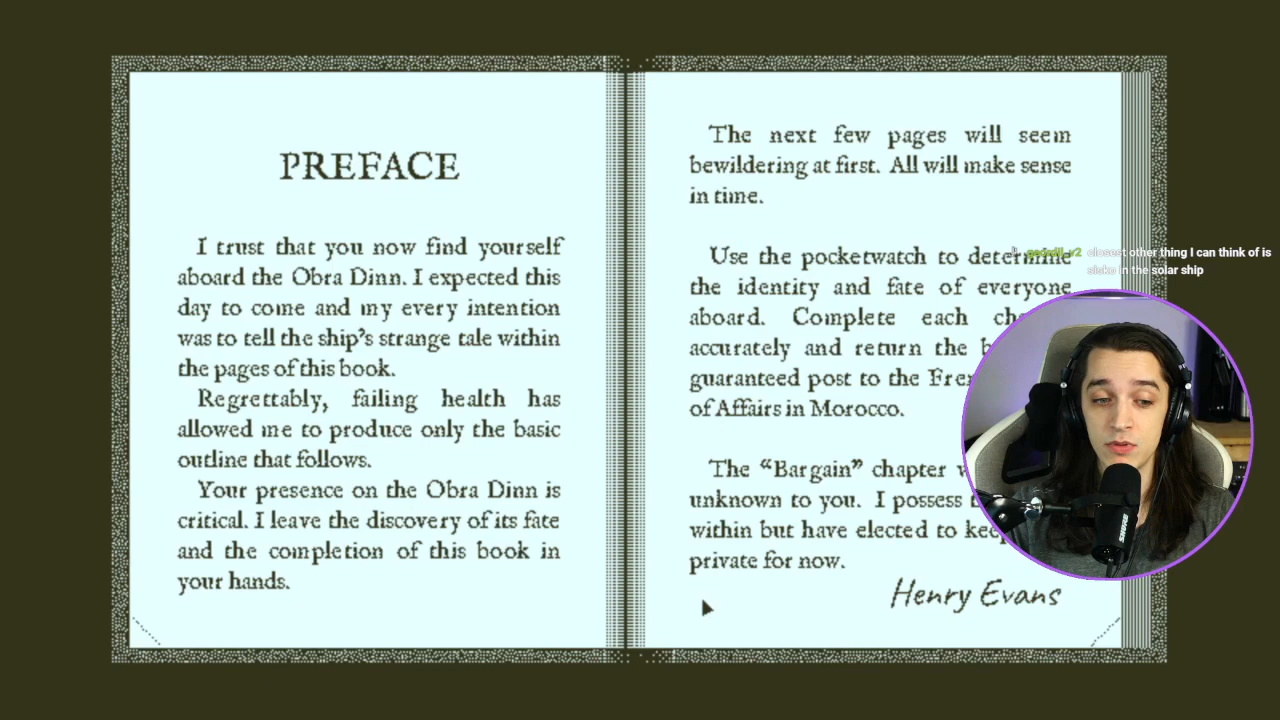 PREFACE
I trust that you now find yourself
aboard the Obra Dinn. I expected this
day to come and my every intention
was to tell the ship's strange tale within
the pages of this book.
Regrettably, failing health has
allowed me to produce only the basic
outline that follows.
Your presence on the Obra Dinn is
critical. I leave the discovery of its fate
and the completion of this book in
your hands.
The next few pages will seem
bewildering at first. All will make sense
in time.
Use the pocketwatch to determine
the identity and fate of everyone
aboard. Complete each
accurately and return the
guaranteed post to the
of Affairs in Morocco.
The “Bargain” chapter
unknown to you. I possess
within but have elected to
private for now.
Henry Evans
closest other thing I can think of is
sisko in the solar ship
SHURE